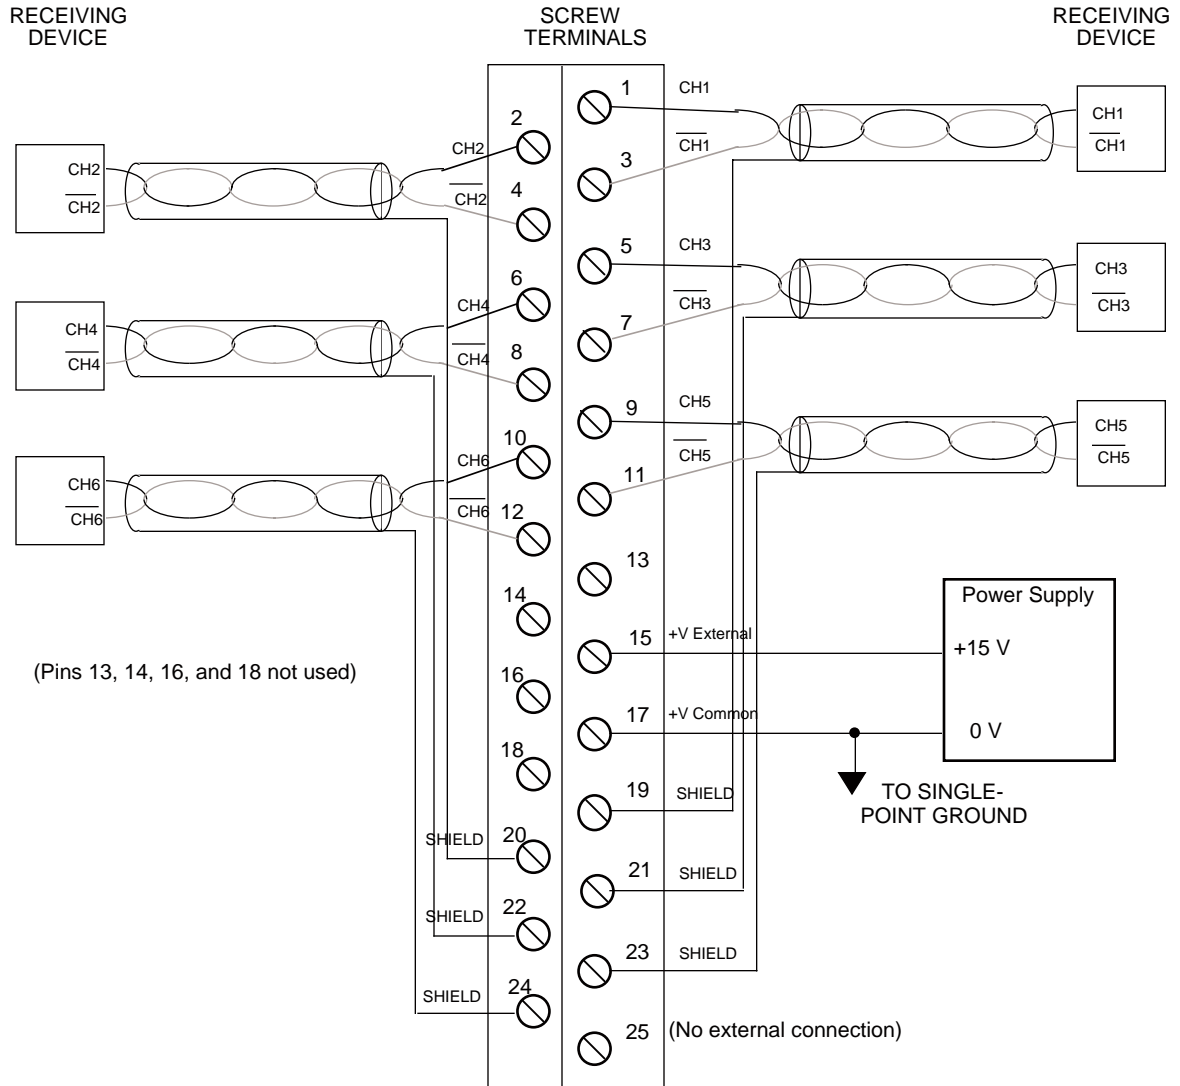 RECEIVING
DEVICE
SCREW
TERMINALS
RECEIVING
DEVICE
1
CH1
CH1
CH1
CH1
2
CH2
3
CH2
CH2
4
CH2
CH2
5
CH3
CH3
CH3
CH3
6
CH4
7
CH4
CH4
8
CH4
9
CH5
CH5
CH5
CH5
10
CH6
11
CH6
CH6
12
CH6
13
14
Power Supply
15
+V External
+15 V
(Pins 13, 14, 16, and 18 not used)
16
17
+V Common
0 V
18
19
SHIELD
TO SINGLE-
POINT GROUND
SHIELD
20
21
SHIELD
SHIELD
22
23
SHIELD
SHIELD
24
25
(No external connection)